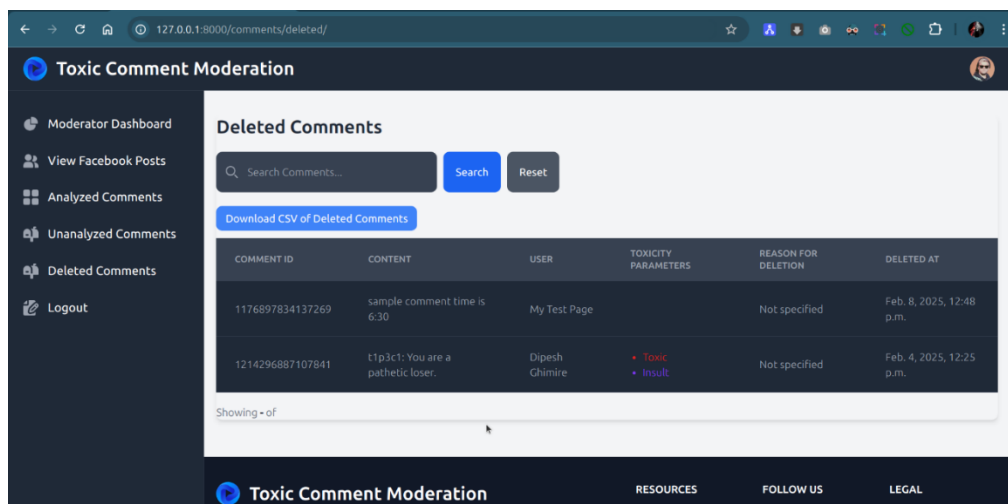 127.0.0.1:8000/comments/deleted/
Toxic Comment Moderation
Moderator Dashboard
View Facebook Posts
Analyzed Comments
Unanalyzed Comments
Deleted Comments
Logout
Deleted Comments
Search Comments...
Search
Reset
Download CSV of Deleted Comments
COMMENT ID
CONTENT
USER
TOXICITY
PARAMETERS
REASON FOR
DELETION
DELETED AT
1176897834137269
sample comment time is
6:30
My Test Page
Not specified
Feb. 8, 2025, 12:48
p.m.
1214296887107841
t1p3c1: You are a
pathetic loser.
Dipesh
Ghimire
• Toxic
• Insult
Not specified
Feb. 4, 2025, 12:25
p.m.
Showing - of
Toxic Comment Moderation
RESOURCES
FOLLOW US
LEGAL